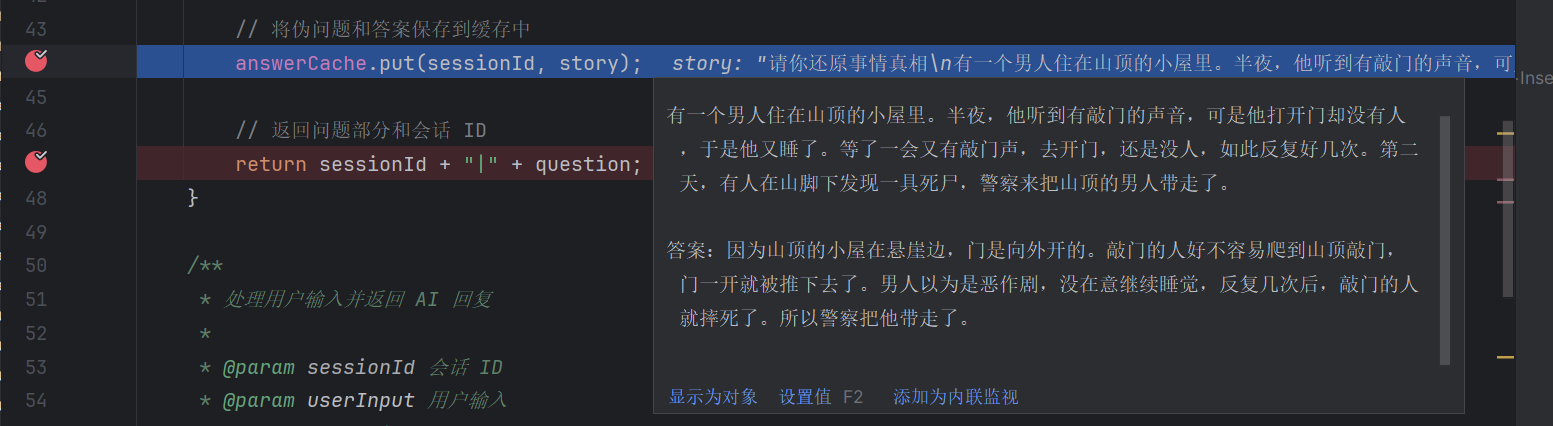 43 // 将伪问题和答案保存到缓存中
answerCache.put(sessionId, story); story: "请你还原事情真相\n有一个男人住在山顶的小屋里。半夜，他听到有敲门的声音，可
-Inse
45
有一个男人住在山顶的小屋里。半夜，他听到有敲门的声音，可是他打开门却没有人
46 // 返回问题部分和会话 ID
，于是他又睡了。等了一会又有敲门声，去开门，还是没人，如此反复好几次。第二
return sessionId + "|" + question;
天，有人在山脚下发现一具死尸，警察来把山顶的男人带走了。
48 }
49
答案：因为山顶的小屋在悬崖边，门是向外开的。敲门的人好不容易爬到山顶敲门，
50 /**
门一开就被推下去了。男人以为是恶作剧，没在意继续睡觉，反复几次后，敲门的人
51 * 处理用户输入并返回 AI 回复
就摔死了。所以警察把他带走了。
52 *
53 * @param sessionId 会话 ID
54 * @param userInput 用户输入
显示为对象 设置值 F2 添加为内联监视